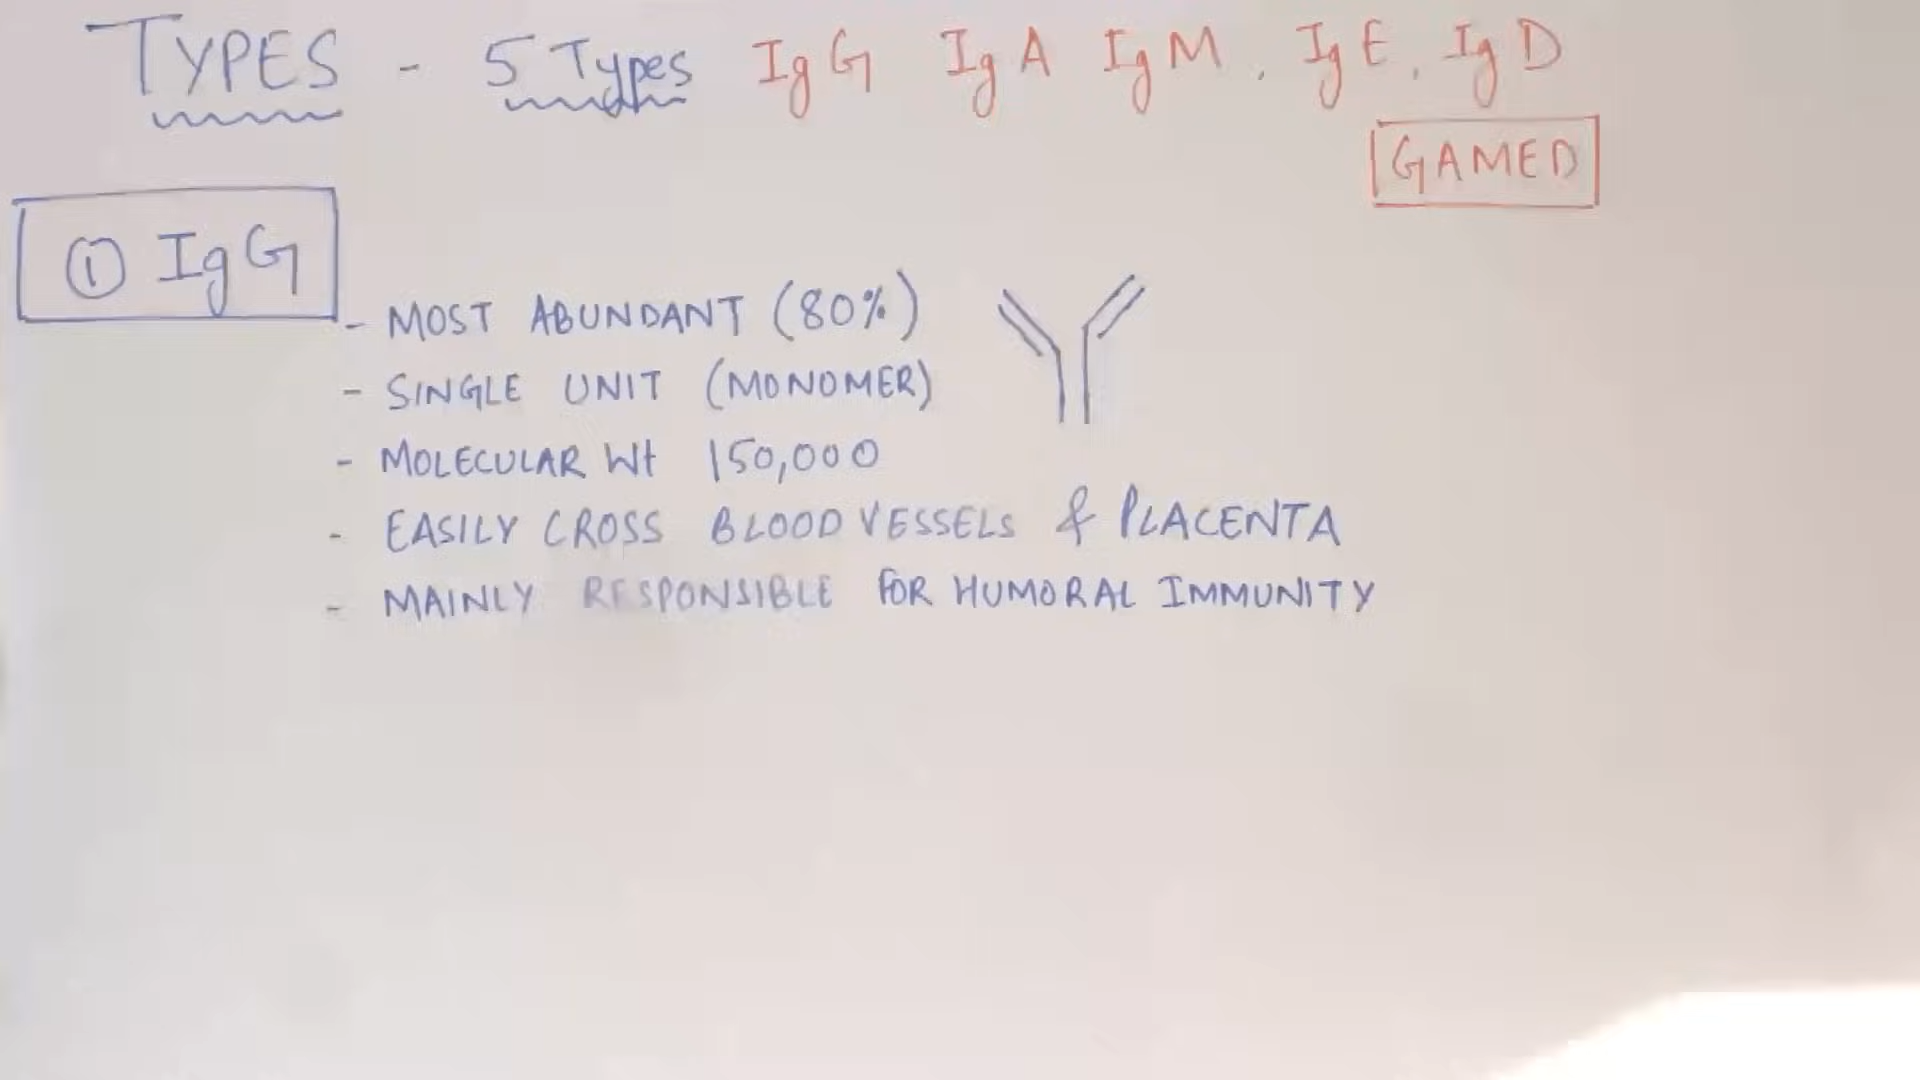 TYPES - 5 Types IgG IgA IgM, IgE, IgD
GAMED
① IgG
- MOST ABUNDANT (80%)
- SINGLE UNIT (MONOMER)
- MOLECULAR Wt 150,000
- EASILY CROSS BLOOD VESSELS & PLACENTA
- MAINLY RESPONSIBLE FOR HUMORAL IMMUNITY